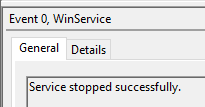 Event 0, WinService
General Details
Service stopped successfully.